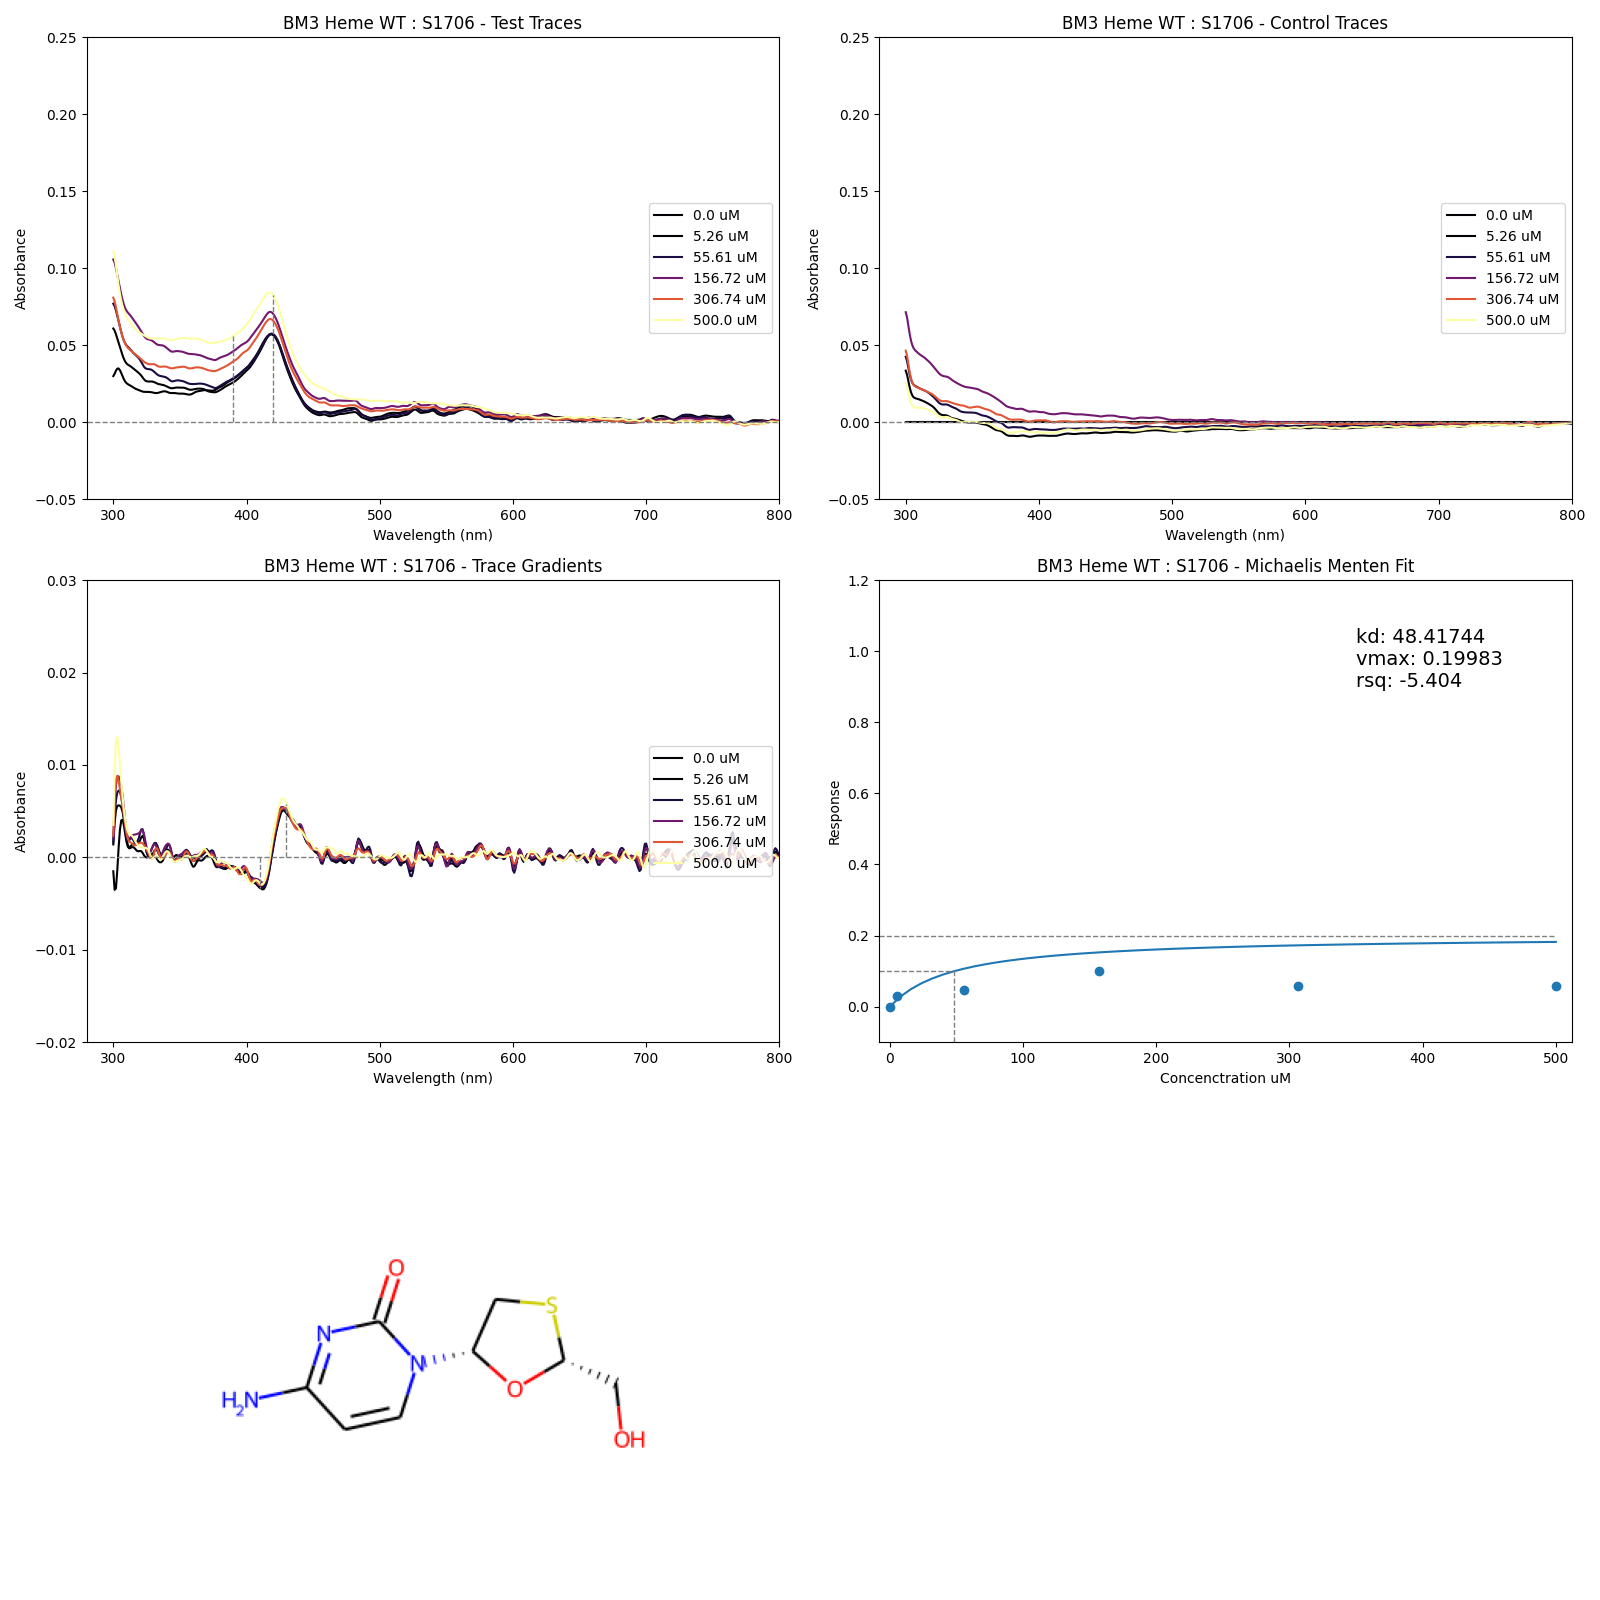 BM3 Heme WT : S1706 - Test Traces
Absorbance
0.25
0.20
0.15
0.10
0.05
0.00
−0.05
300 400 500 600 700 800
Wavelength (nm)
0.0 uM
5.26 uM
55.61 uM
156.72 uM
306.74 uM
500.0 uM
BM3 Heme WT : S1706 - Control Traces
Absorbance
0.25
0.20
0.15
0.10
0.05
0.00
−0.05
300 400 500 600 700 800
Wavelength (nm)
0.0 uM
5.26 uM
55.61 uM
156.72 uM
306.74 uM
500.0 uM
BM3 Heme WT : S1706 - Trace Gradients
Absorbance
0.03
0.02
0.01
0.00
−0.01
−0.02
300 400 500 600 700 800
Wavelength (nm)
0.0 uM
5.26 uM
55.61 uM
156.72 uM
306.74 uM
500.0 uM
BM3 Heme WT : S1706 - Michaelis Menten Fit
Response
1.2
1.0
0.8
0.6
0.4
0.2
0.0
0 100 200 300 400 500
Concenctration uM
kd: 48.41744
vmax: 0.19983
rsq: -5.404
O
S
N
N
O
H2N
OH